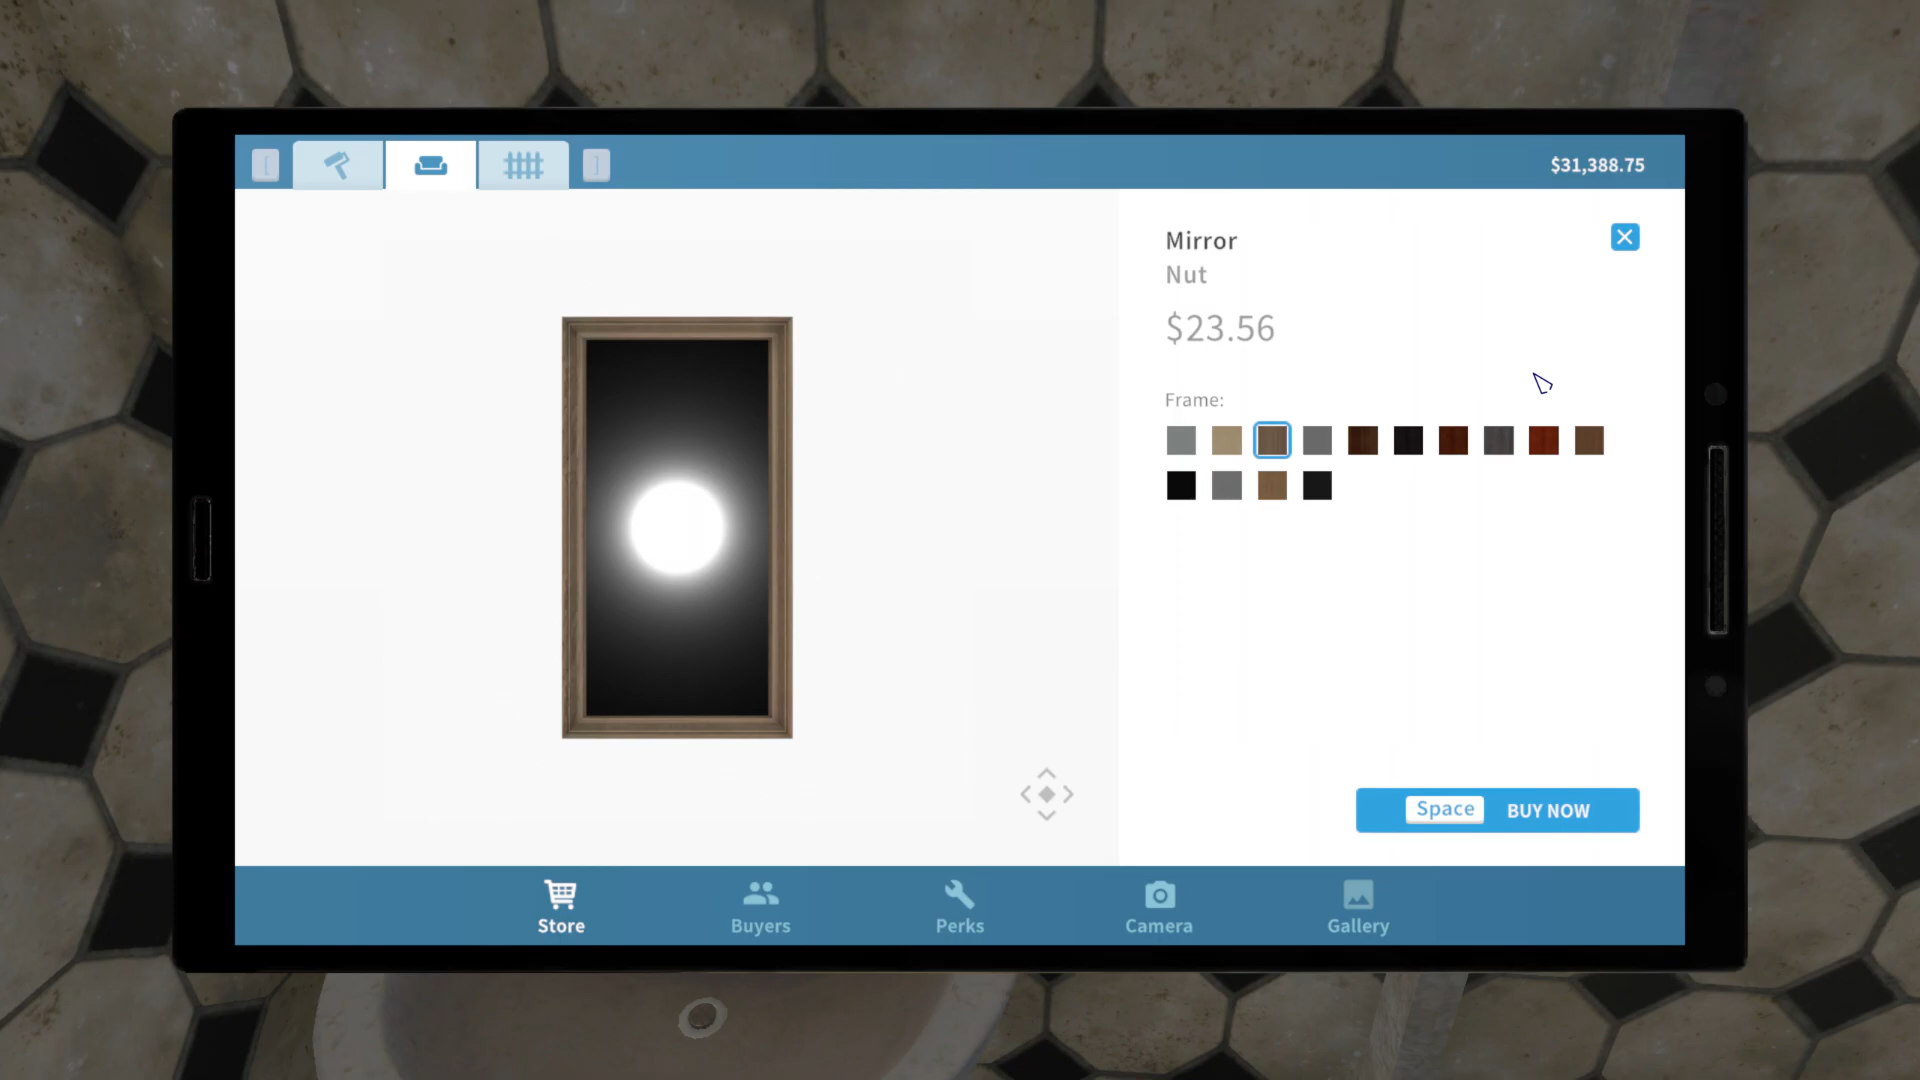 [
]
$31,388.75
Mirror
Nut
$23.56
Frame:
Space BUY NOW
Store
Buyers
Perks
Camera
Gallery